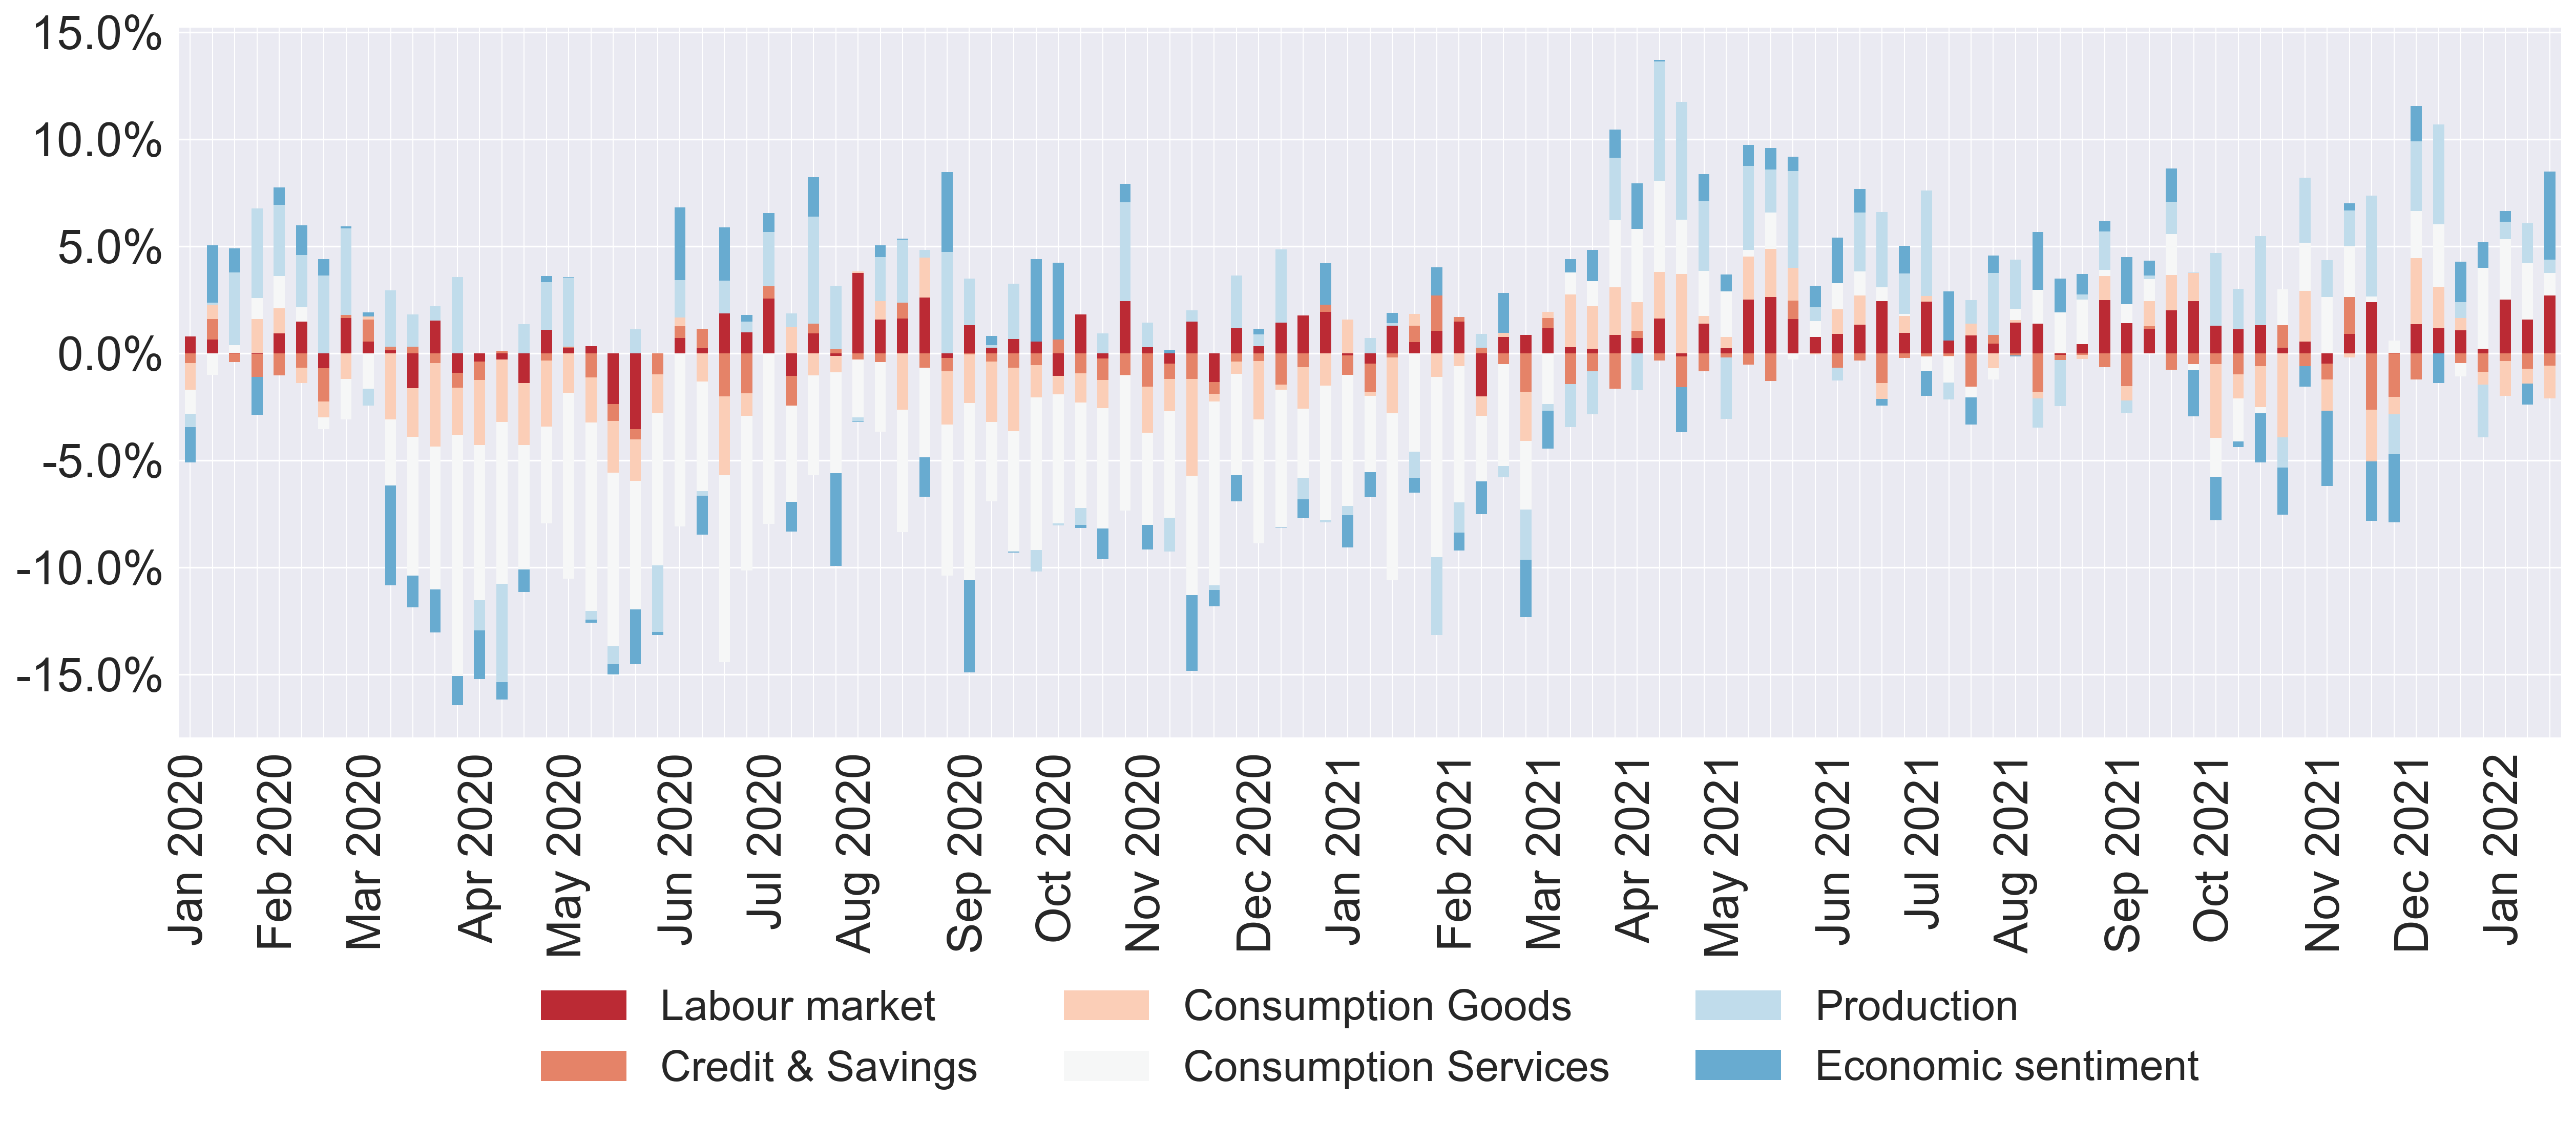 15.0%
10.0%
5.0%
0.0%
-5.0%
-10.0%
-15.0%
Jan 2020
Feb 2020
Mar 2020
Apr 2020
May 2020
Jun 2020
Jul 2020
Aug 2020
Sep 2020
Oct 2020
Nov 2020
Dec 2020
Jan 2021
Feb 2021
Mar 2021
Apr 2021
May 2021
Jun 2021
Jul 2021
Aug 2021
Sep 2021
Oct 2021
Nov 2021
Dec 2021
Jan 2022
Labour market
Consumption Goods
Production
Credit & Savings
Consumption Services
Economic sentiment